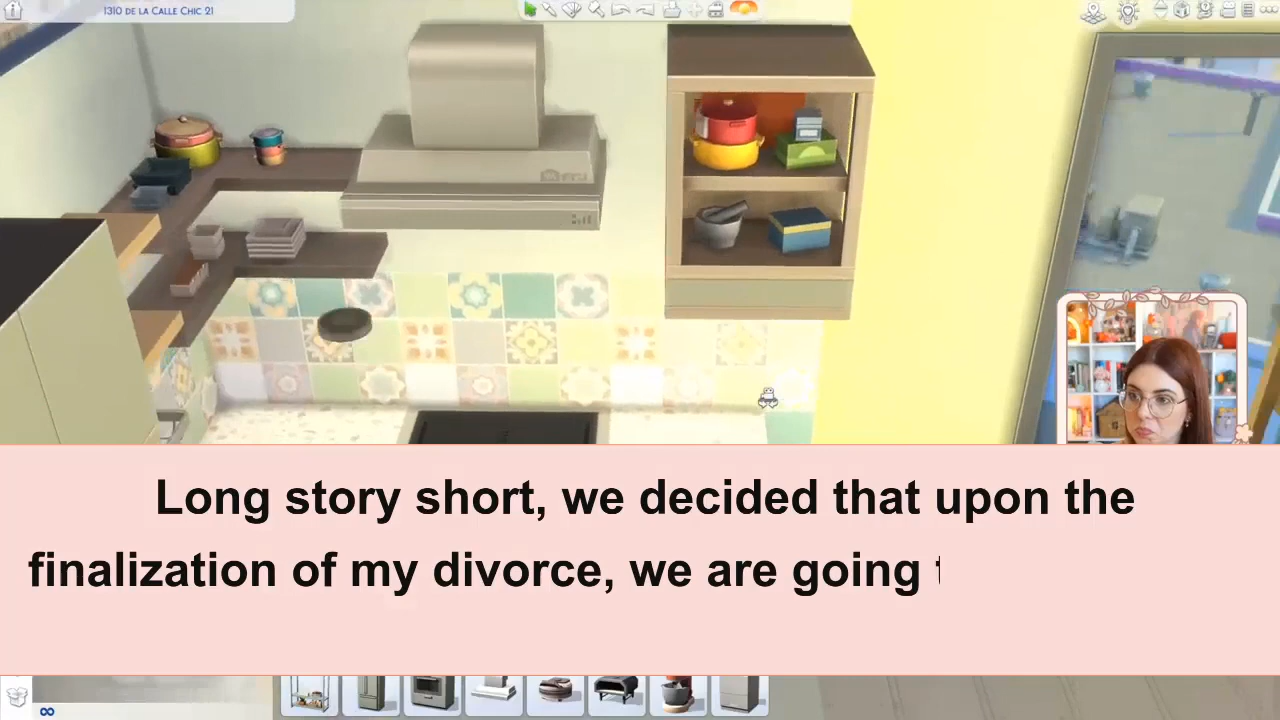 1310 DE LA CALLE CHIC 21
Long story short, we decided that upon the
finalization of my divorce, we are going